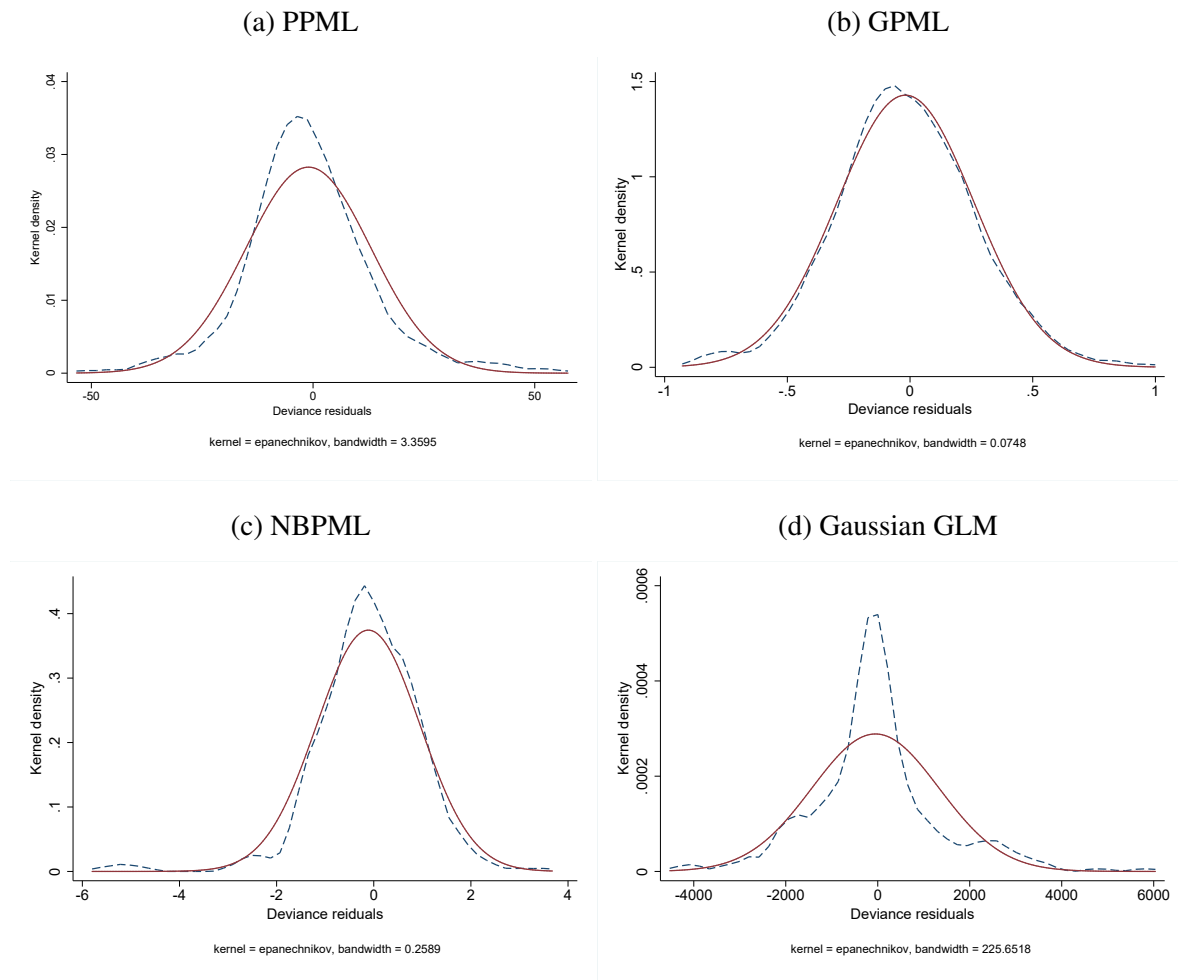 (a) PPML
Kernel density
.04
.03
.02
.01
0
-50
0
50
Deviance residuals
kernel = epanechnikov, bandwidth = 3.3595
(b) GPML
Kernel density
1.5
1
.5
0
-1
-.5
0
.5
1
Deviance residuals
kernel = epanechnikov, bandwidth = 0.0748
(c) NBPML
Kernel density
.4
.3
.2
.1
0
-6
-4
-2
0
2
4
Deviance reiduals
kernel = epanechnikov, bandwidth = 0.2589
(d) Gaussian GLM
Kernel density
.0006
.0004
.0002
0
-4000
-2000
0
2000
4000
6000
Deviance residuals
kernel = epanechnikov, bandwidth = 225.6518